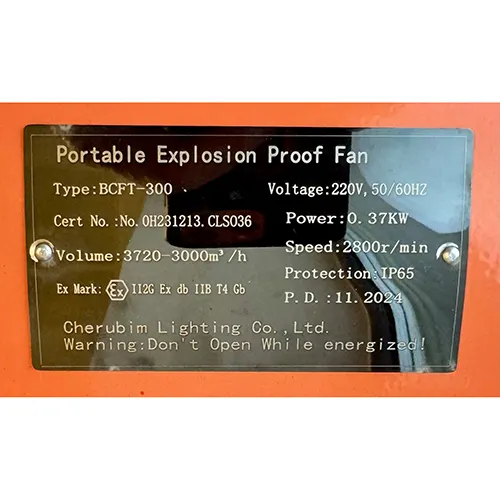 Portable Explosion Proof Fan
Type:BCFT-300
Voltage:220V,50/60HZ
Cert No.:No.OH231213.CLS036
Power:0.37KW
Volume:3720-3000m³/h
Speed:2800r/min
Protection:IP65
Ex Mark: Ex II2G Ex db IIB T4 Gb
P.D.:11.2024
Cherubim Lighting Co.,Ltd.
Warning:Don't Open While energized!